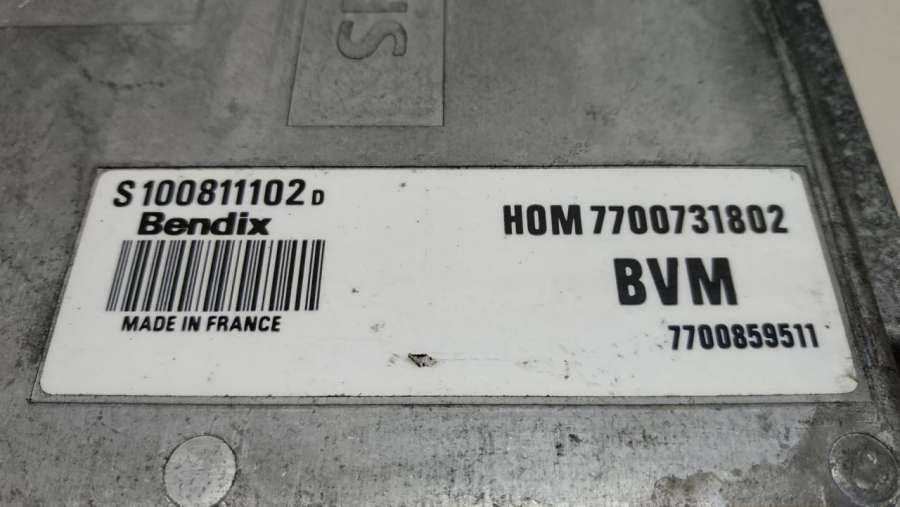 S100811102 D
Bendix
MADE IN FRANCE
HOM 7700731802
BVM
7700859511